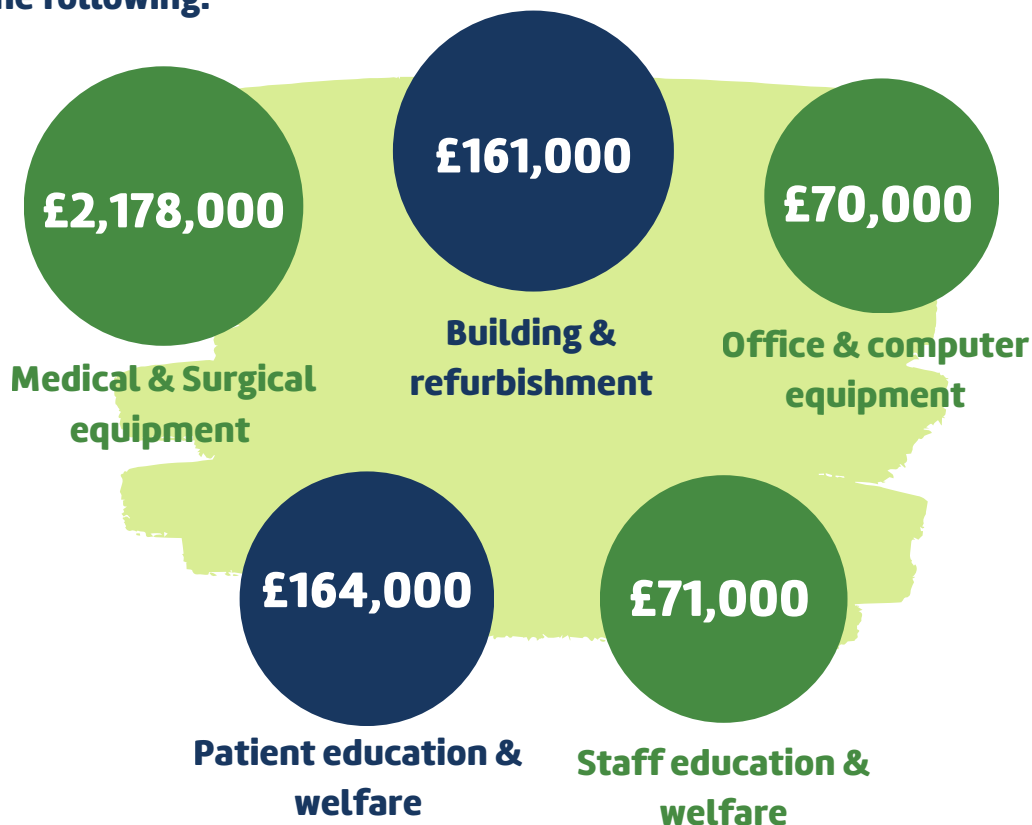 following:
£2,178,000
Medical & Surgical
equipment
£161,000
Building &
refurbishment
£70,000
Office & computer
equipment
£164,000
Patient education &
welfare
£71,000
Staff education &
welfare